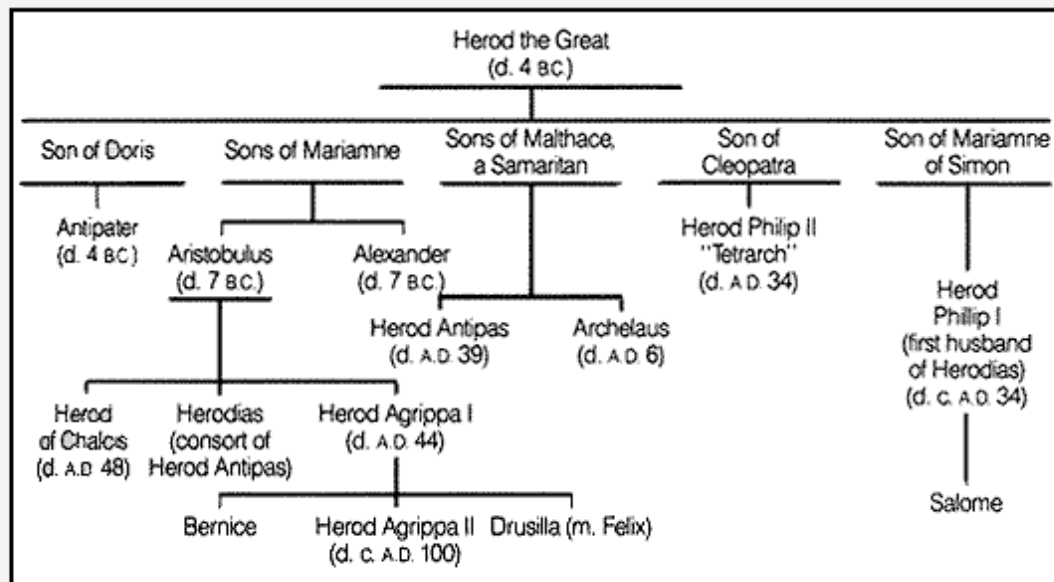 Herod the Great
(d. 4 B.C.)
Son of Doris
Sons of Mariamne
Sons of Malthace,
a Samaritan
Son of
Cleopatra
Son of Mariamne
of Simon
Antipater
(d. 4 B.C.)
Aristobulus
(d. 7 B.C.)
Alexander
(d. 7 B.C.)
Herod Philip II
"Tetrarch"
(d. A.D. 34)
Herod Antipas
(d. A.D. 39)
Archelaus
(d. A.D. 6)
Herod
Phillip I
(first husband
of Herodias)
(d. c. A.D. 34)
Herod
of Chalcis
(d. A.D 48)
Herodias
(consort of
Herod Antipas)
Herod Agrippa I
(d. A.D. 44)
Salome
Bernice
Herod Agrippa II
(d. c. A.D. 100)
Drusilla (m. Felix)